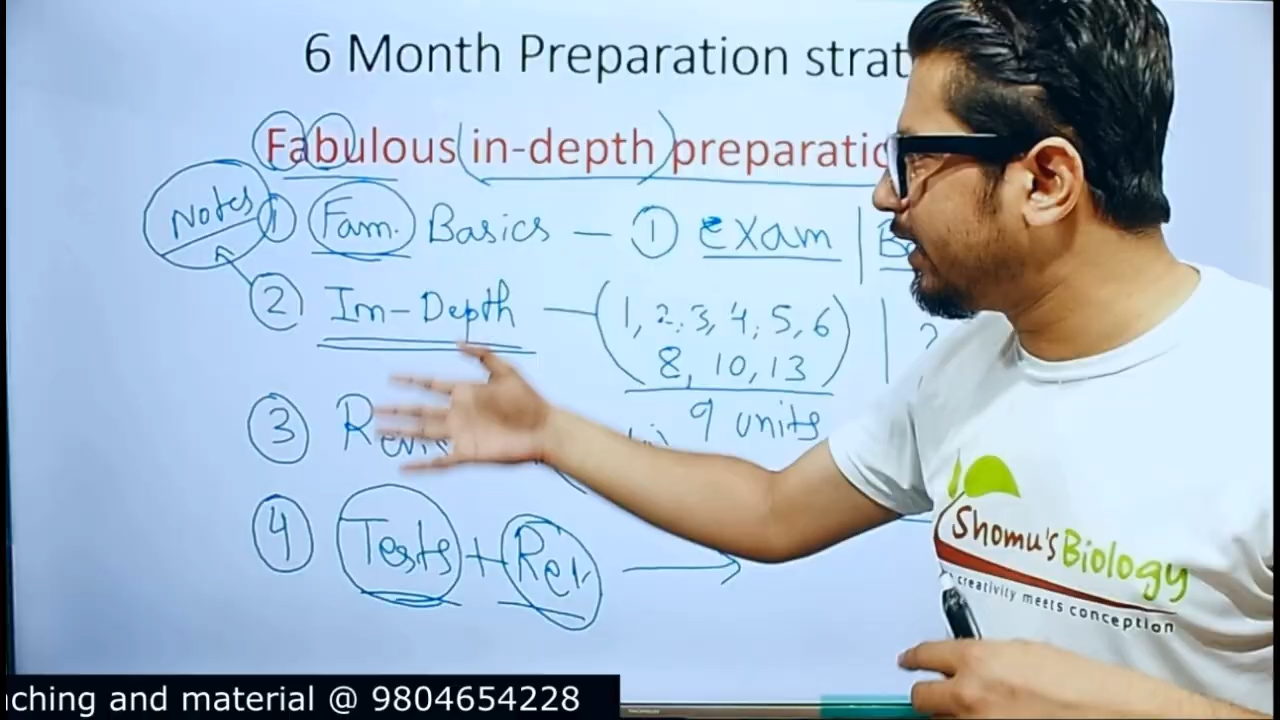 6 Month Preparation strat
Fabulous (in-depth) preparatio
Notes
① Fam. Basics — ① Exam | B
② In-Depth — (1, 2, 3, 4, 5, 6
8, 10, 13) | 2
9 units
③ Revi
④ Tests + Rev. →
Shomu's Biology
creativity meets conception
ching and material @ 9804654228